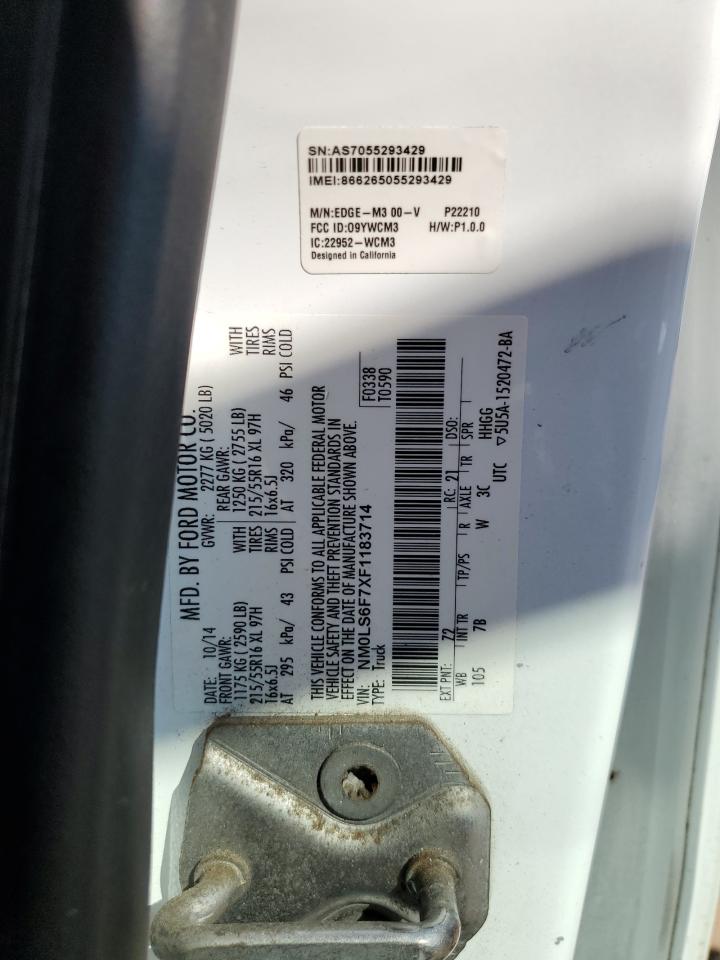 SN:AS7055293429
IMEI:866265055293429
M/N:EDGE-M3 00-V P22210
FCC ID:O9YWCM3 H/W:P1.0.0
IC:22952-WCM3
Designed in California
MFD. BY FORD MOTOR CO.
DATE: 10/14 GVWR: 2277 KG ( 5020 LB)
FRONT GAWR: REAR GAWR:
1175 KG ( 2590 LB) WITH 1250 KG ( 2755 LB) WITH
215/55R16 XL 97H TIRES 215/55R16 XL 97H TIRES
16x6.5J RIMS 16x6.5J RIMS
AT 295 kPa/ 43 PSI COLD AT 320 kPa/ 46 PSI COLD
THIS VEHICLE CONFORMS TO ALL APPLICABLE FEDERAL MOTOR
VEHICLE SAFETY AND THEFT PREVENTION STANDARDS IN
EFFECT ON THE DATE OF MANUFACTURE SHOWN ABOVE.
VIN: NM0LS6F7XF1183714 F0338
TYPE: Truck T0590
EXT PNT: Z2 RC: 21 DSO:
WB INT TR TP/PS R AXLE TR SPR
105 7B W 3C HHGG
UTC ▽5U5A-1520472-BA